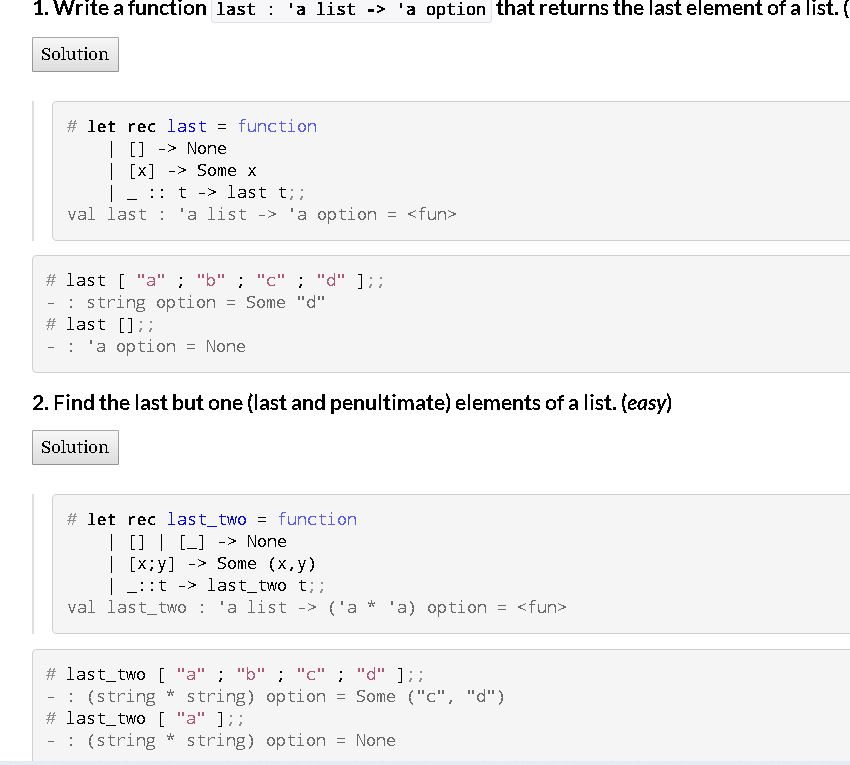 1. Write a function last : 'a list -> 'a option that returns the last element of a list. (
Solution
# let rec last = function
| [] -> None
| [x] -> Some x
| _ :: t -> last t;;
val last : 'a list -> 'a option = <fun>
# last [ "a" ; "b" ; "c" ; "d" ];;
- : string option = Some "d"
# last [];;
- : 'a option = None
2. Find the last but one (last and penultimate) elements of a list. (easy)
Solution
# let rec last_two = function
| [] | [_] -> None
| [x;y] -> Some (x,y)
| _::t -> last_two t;;
val last_two : 'a list -> ('a * 'a) option = <fun>
# last_two [ "a" ; "b" ; "c" ; "d" ];;
- : (string * string) option = Some ("c", "d")
# last_two [ "a" ];;
- : (string * string) option = None